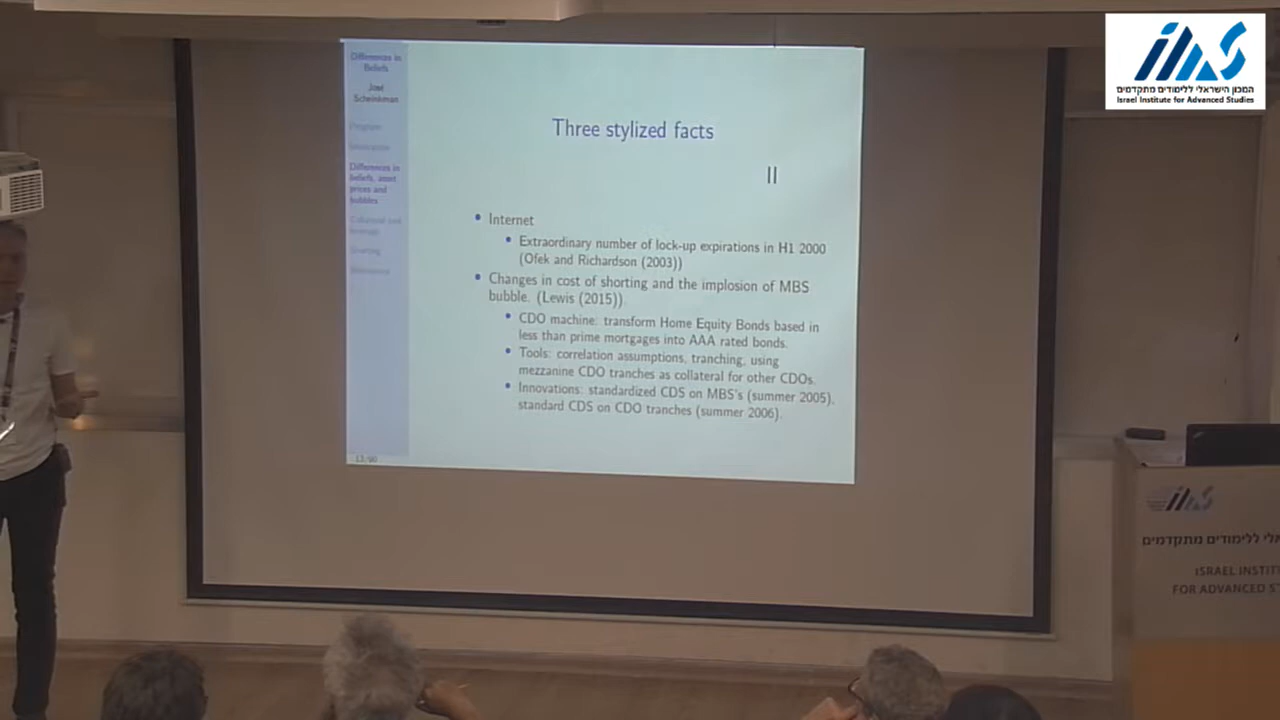 המכון הישראלי ללימודים מתקדמים
Israel Institute for Advanced Studies
Differences in
Beliefs
José
Scheinkman
Differences in
beliefs, asset
prices and
bubbles
Three stylized facts
II
• Internet
• Extraordinary number of lock-up expirations in H1 2000
(Ofek and Richardson (2003))
• Changes in cost of shorting and the implosion of MBS
bubble. (Lewis (2015)).
• CDO machine: transform Home Equity Bonds based in
less than prime mortgages into AAA rated bonds.
• Tools: correlation assumptions, tranching, using
mezzanine CDO tranches as collateral for other CDOs.
• Innovations: standardized CDS on MBS's (summer 2005),
standard CDS on CDO tranches (summer 2006).
ללימודים מתקדמים
ISRAEL INSTIT
FOR ADVANCED S